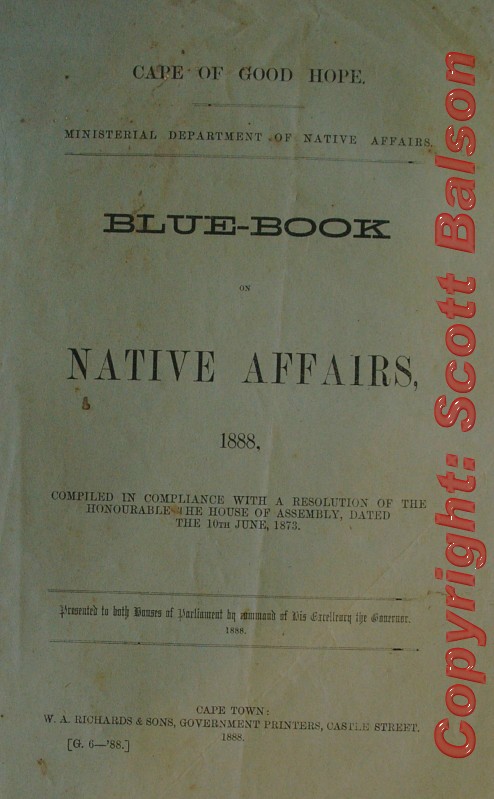 CAPE OF GOOD HOPE.
MINISTERIAL DEPARTMENT OF NATIVE AFFAIRS.
BLUE-BOOK
ON
NATIVE AFFAIRS,
1888,
COMPILED IN COMPLIANCE WITH A RESOLUTION OF THE
HONOURABLE HE HOUSE OF ASSEMBLY, DATED
THE 10TH JUNE, 1873.
Presented to both Houses of Parliament by command of His Excellency the Governor.
1888.
CAPE TOWN:
W. A. RICHARDS & SONS, GOVERNMENT PRINTERS, CASTLE STREET.
1888.
[G. 6—'88.]
Copyright: Scott Balson